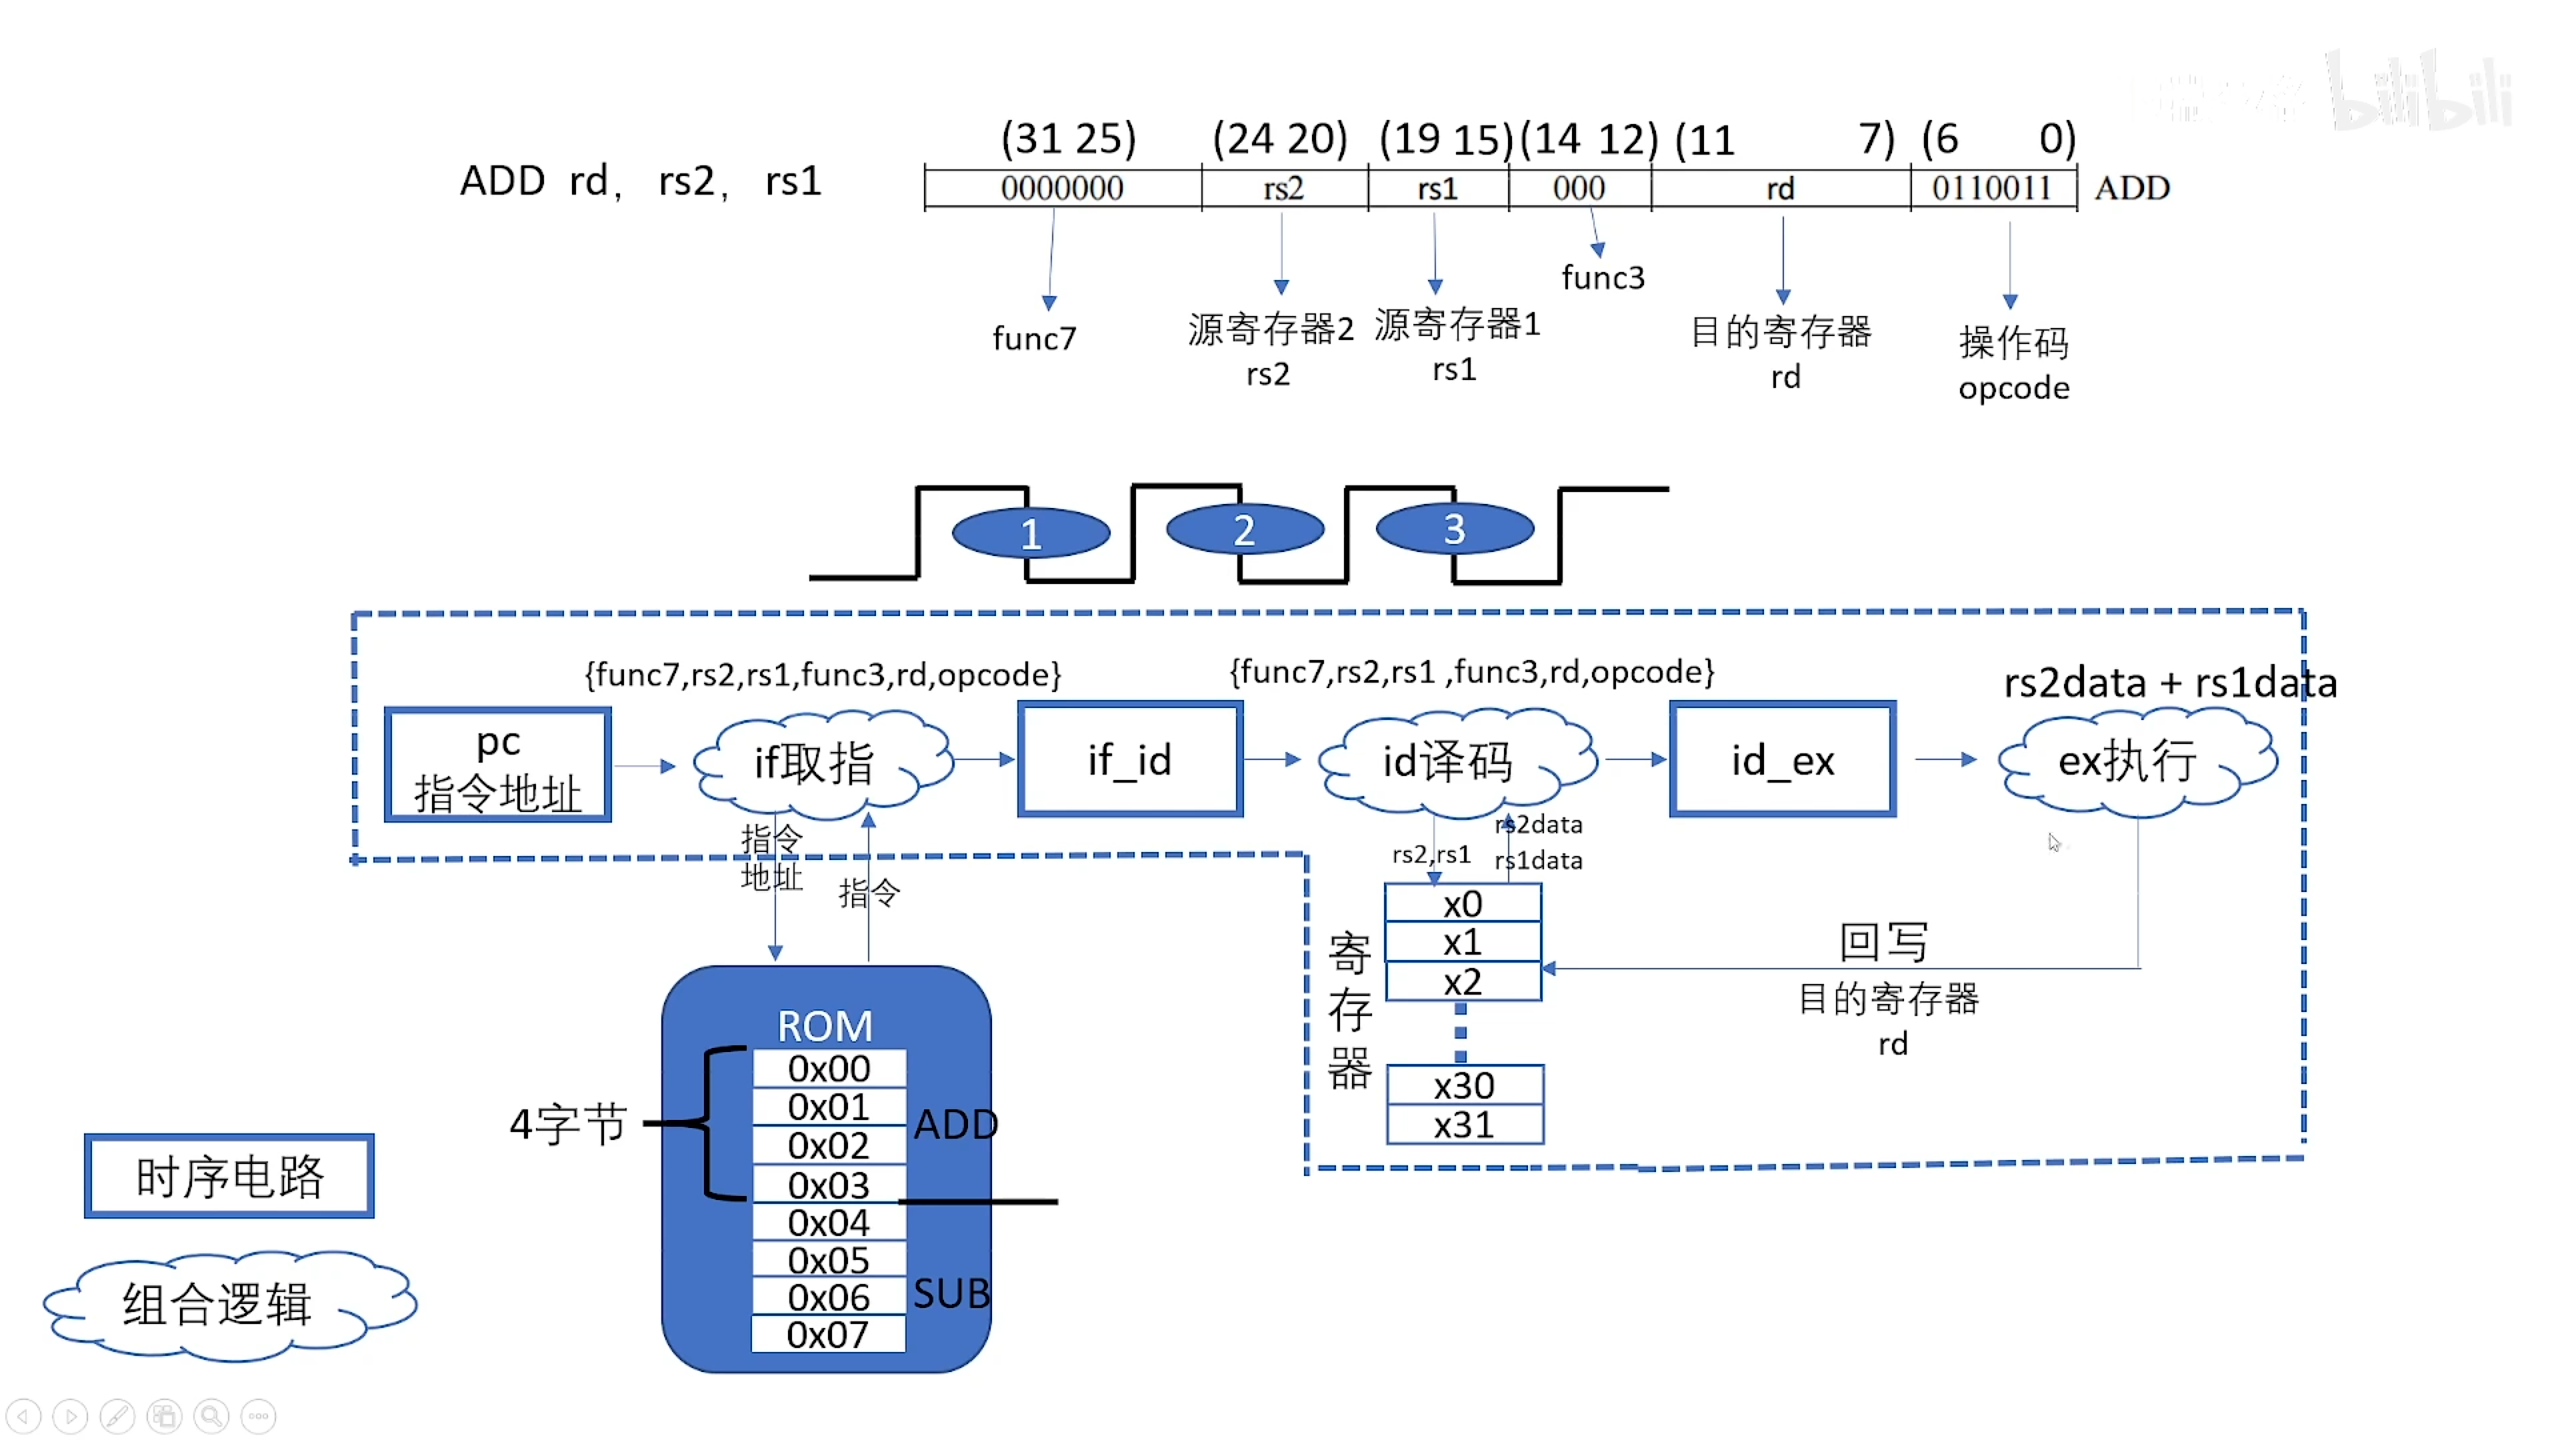 bilibili
(31 25) (24 20) (19 15) (14 12) (11 7) (6 0)
ADD rd, rs2, rs1
0000000 rs2 rs1 000 rd 0110011 ADD
func3
func7
源寄存器2
rs2
源寄存器1
rs1
目的寄存器
rd
操作码
opcode
1 2 3
{func7,rs2,rs1,func3,rd,opcode}
{func7,rs2,rs1 ,func3,rd,opcode}
rs2data + rs1data
pc
指令地址
if取指
if_id
id译码
id_ex
ex执行
指令
地址
指令
rs2,rs1
rs2data
rs1data
寄存器
x0
x1
x2
x30
x31
回写
目的寄存器
rd
ROM
0x00
0x01
0x02
0x03
0x04
0x05
0x06
0x07
4字节
ADD
SUB
时序电路
组合逻辑